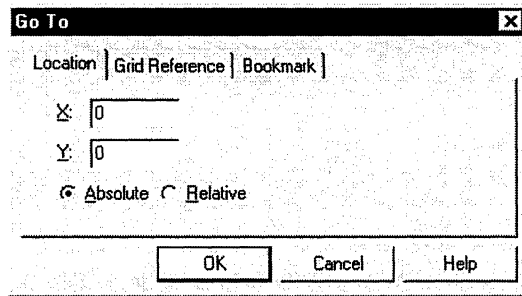 Go To
Location Grid Reference Bookmark
X: 0
Y: 0
Absolute Relative
OK Cancel Help